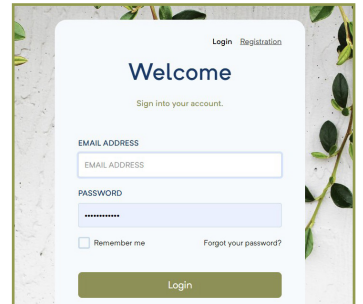 Login Registration
Welcome
Sign into your account.
EMAIL ADDRESS
EMAIL ADDRESS
PASSWORD
••••••••••••
Remember me Forgot your password?
Login